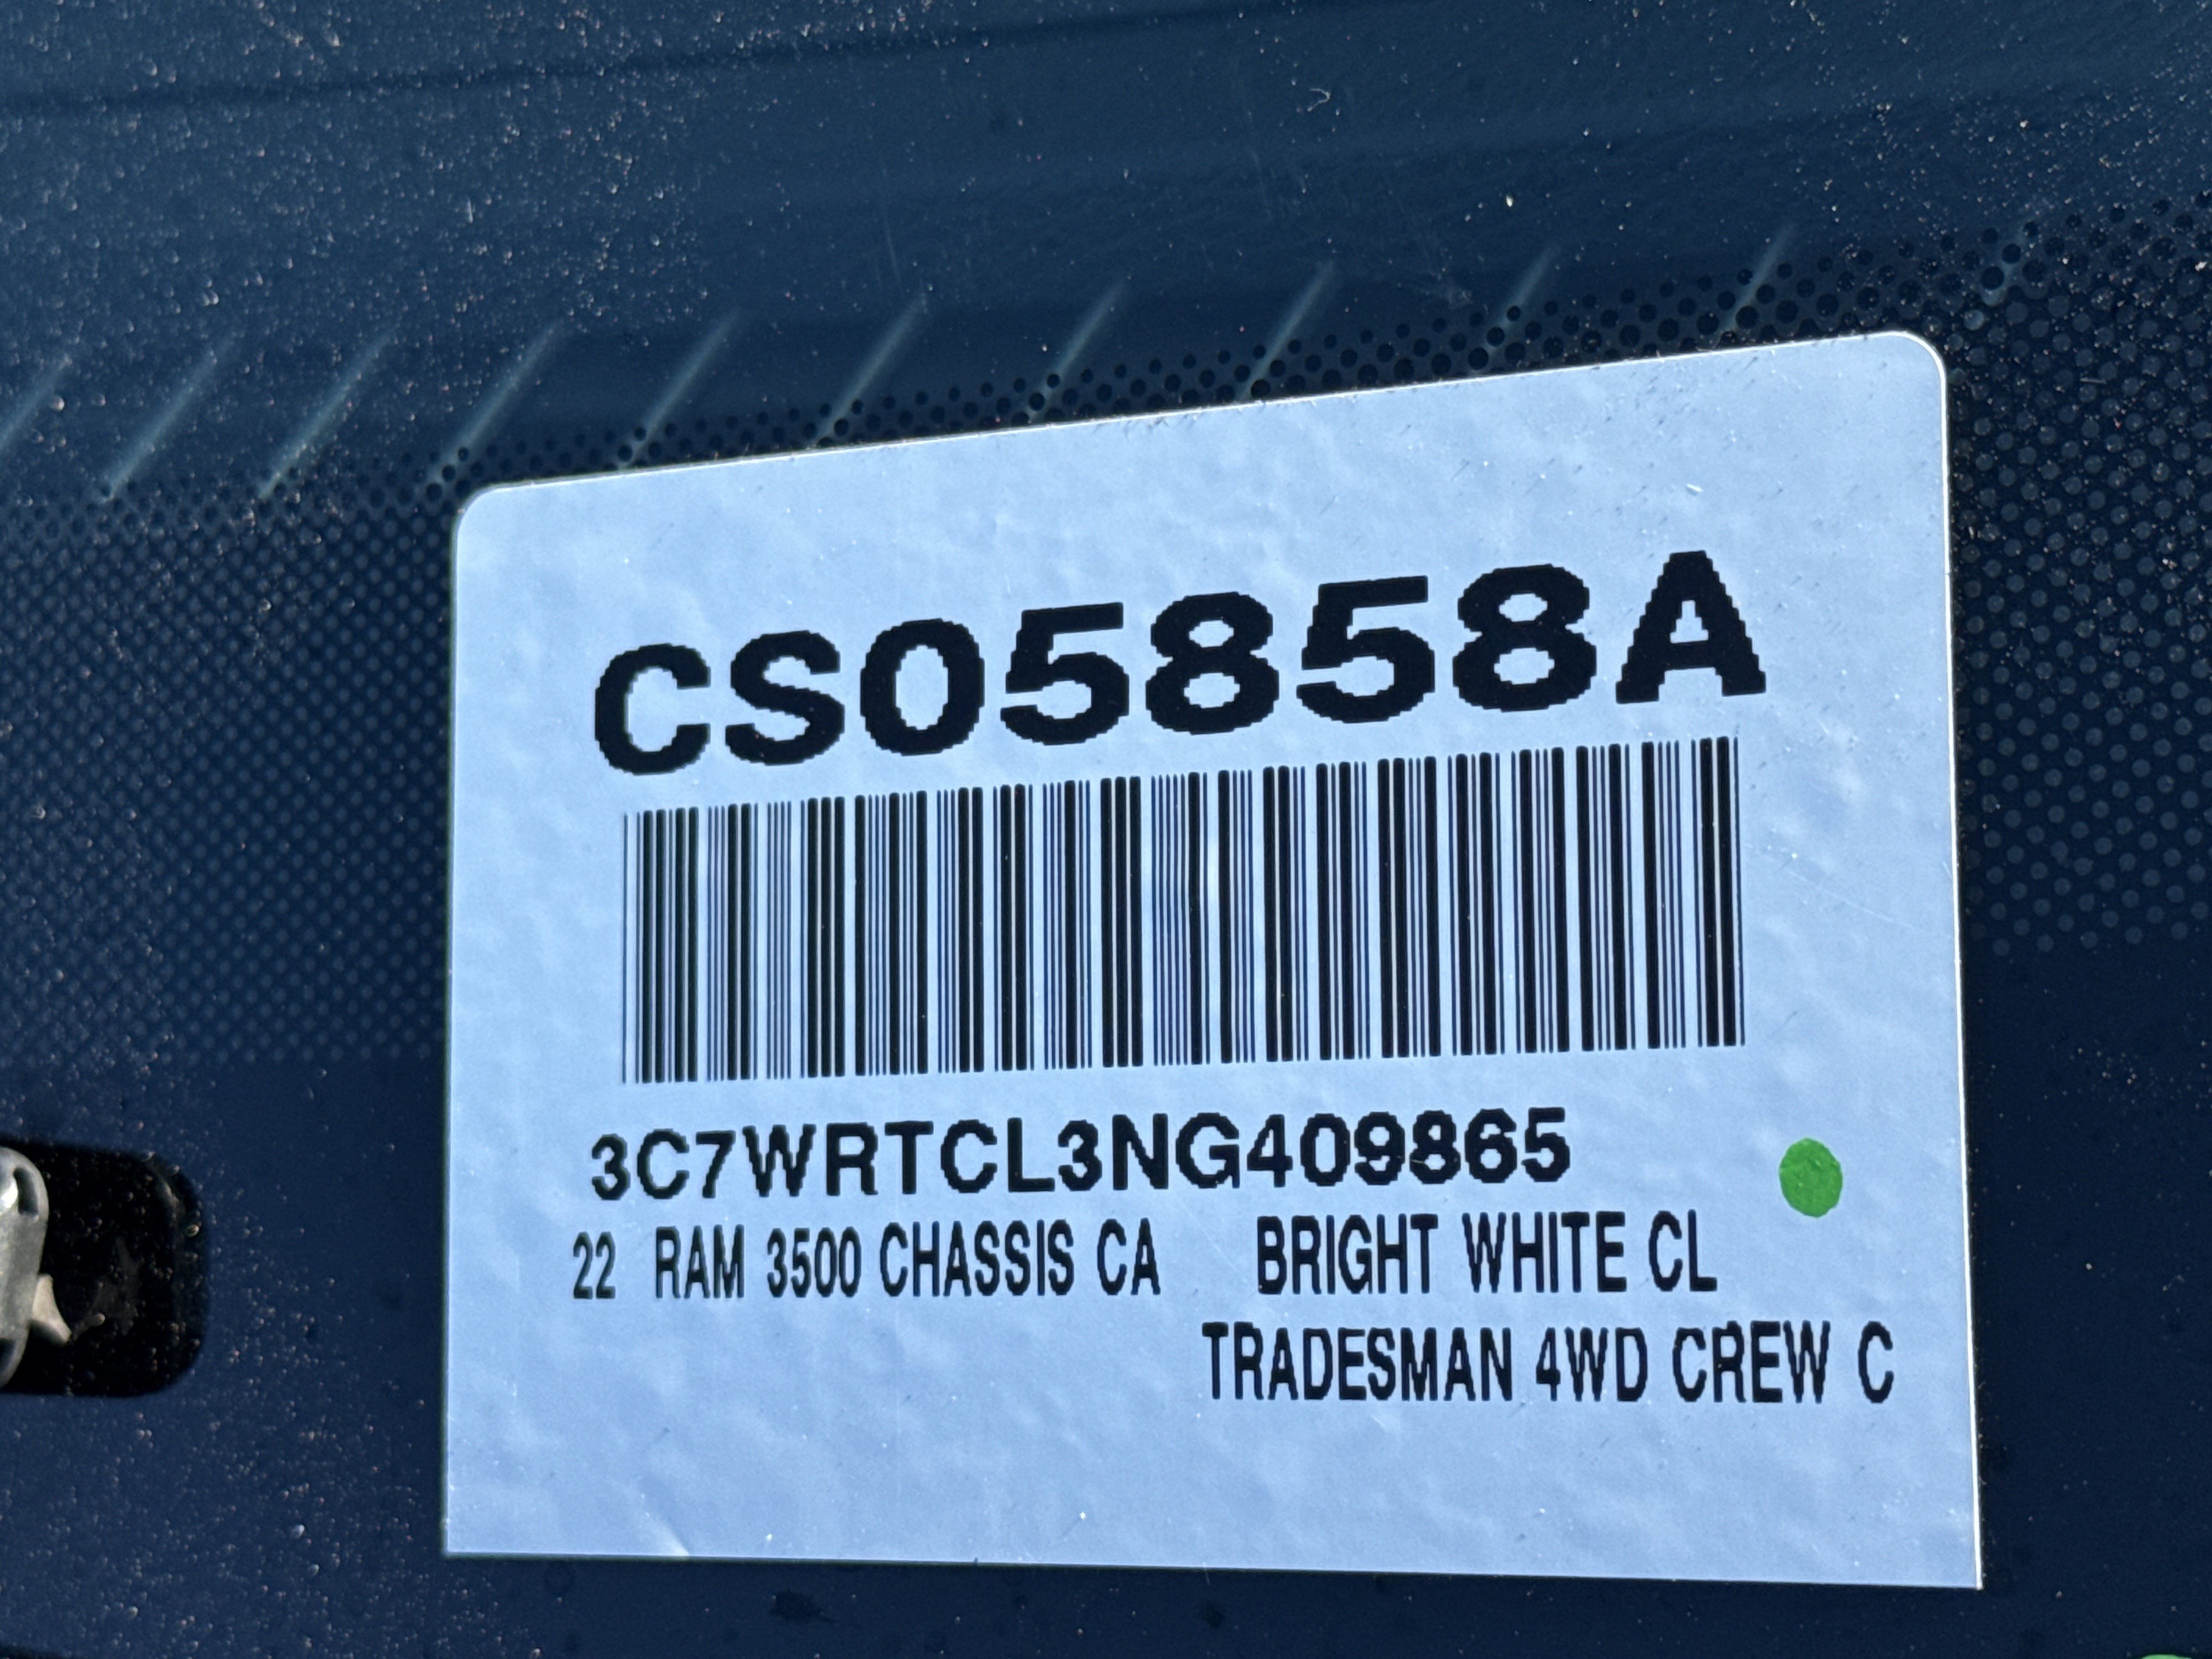 CS05858A
3C7WRTCL3NG409865
22 RAM 3500 CHASSIS CA BRIGHT WHITE CL
TRADESMAN 4WD CREW C